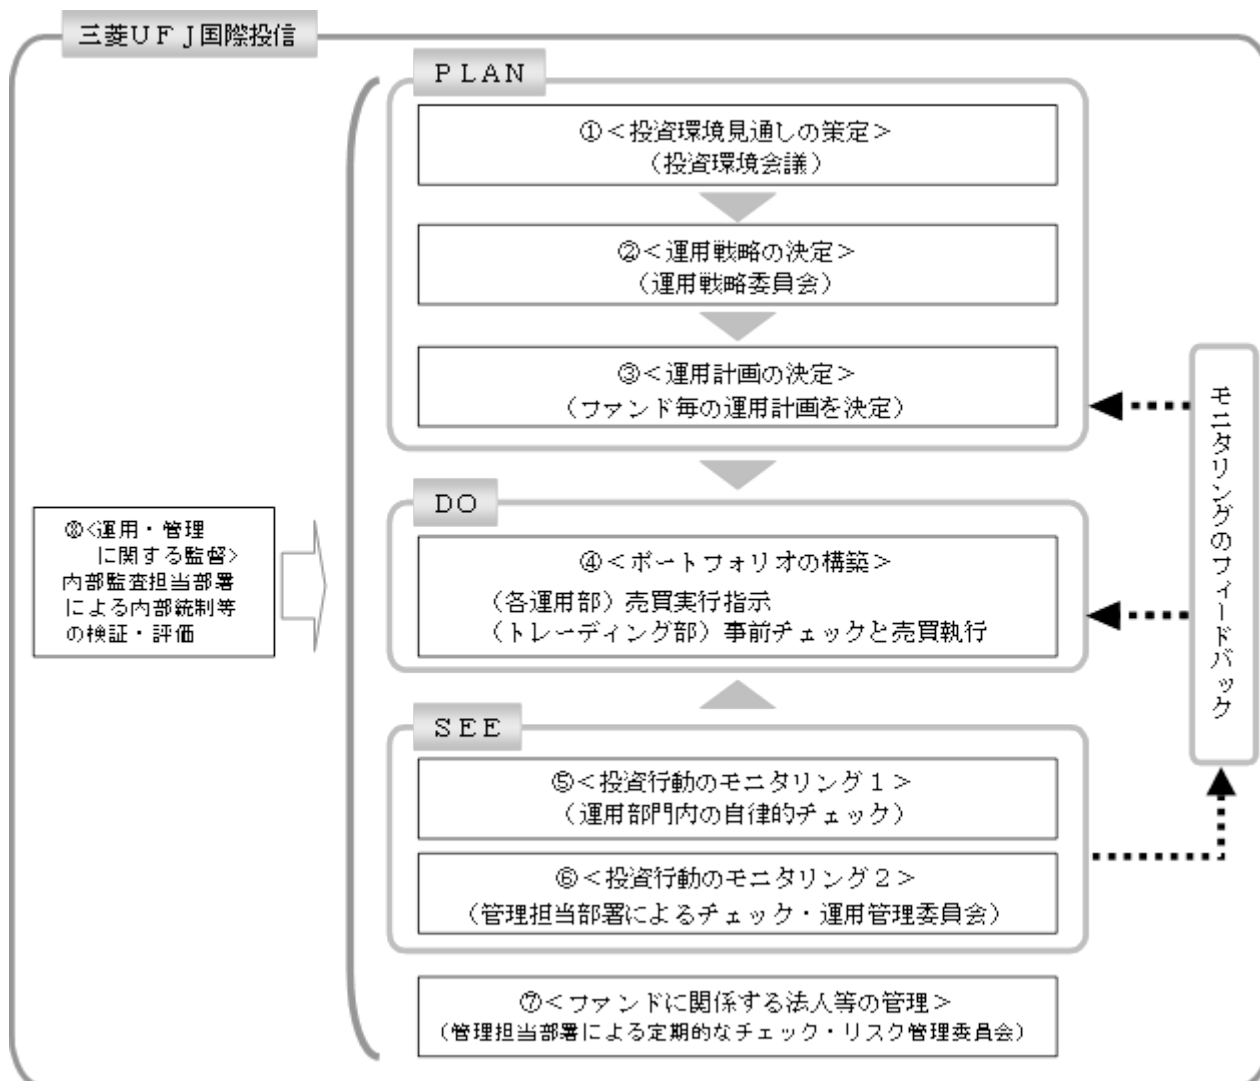 三菱ＵＦＪ国際投信
ＰＬＡＮ
①＜投資環境見通しの策定＞
（投資環境会議）
②＜運用戦略の決定＞
（運用戦略委員会）
③＜運用計画の決定＞
（ファンド毎の運用計画を決定）
ＤＯ
④＜ポートフォリオの構築＞
（各運用部）売買実行指示
（トレーディング部）事前チェックと売買執行
ＳＥＥ
⑤＜投資行動のモニタリング１＞
（運用部門内の自律的チェック）
⑥＜投資行動のモニタリング２＞
（管理担当部署によるチェック・運用管理委員会）
⑦＜ファンドに関係する法人等の管理＞
（管理担当部署による定期的なチェック・リスク管理委員会）
⑧<運用・管理
に関する監督>
内部監査担当部署
による内部統制等
の検証・評価
モニタリングのフィードバック